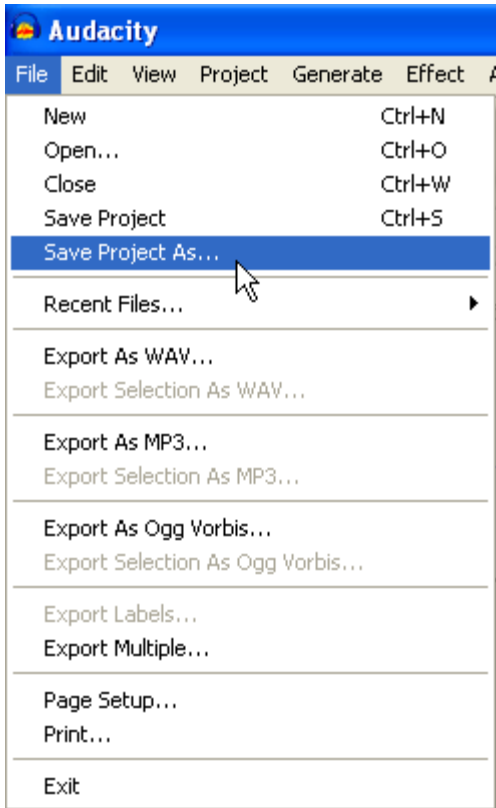 Audacity
File Edit View Project Generate Effect
New Ctrl+N
Open... Ctrl+O
Close Ctrl+W
Save Project Ctrl+S
Save Project As...
Recent Files...
Export As WAV...
Export Selection As WAV...
Export As MP3...
Export Selection As MP3...
Export As Ogg Vorbis...
Export Selection As Ogg Vorbis...
Export Labels...
Export Multiple...
Page Setup...
Print...
Exit